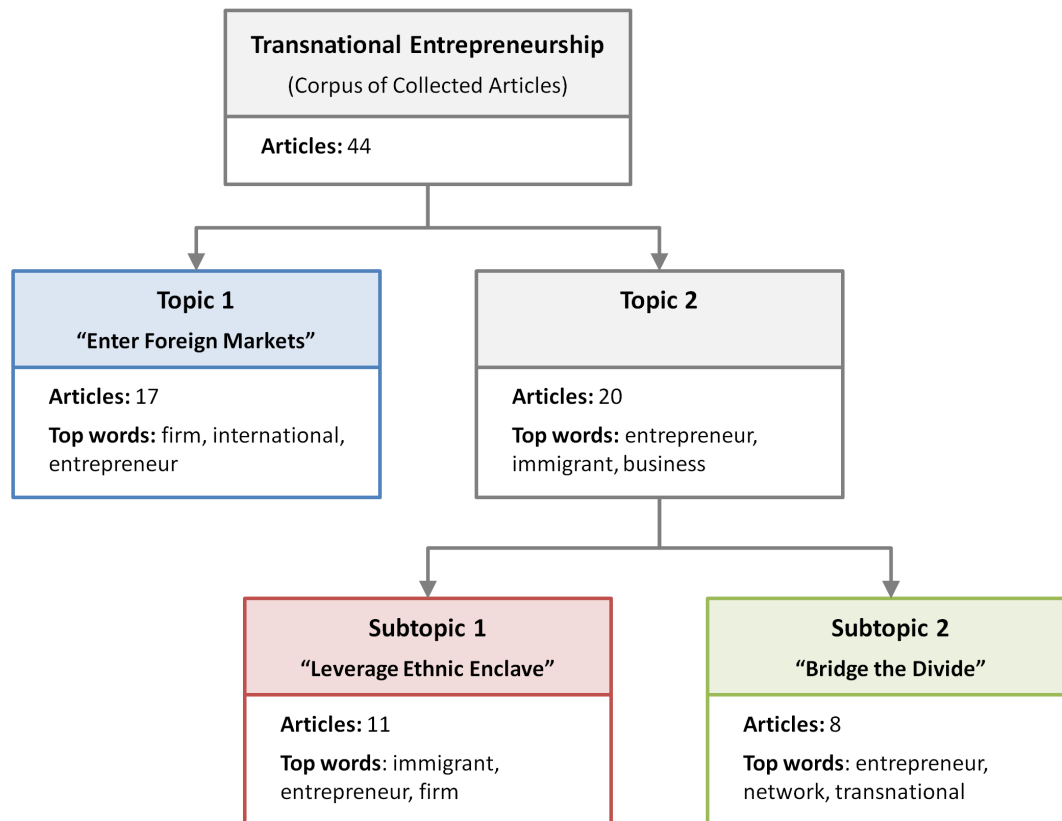 Transnational Entrepreneurship
(Corpus of Collected Articles)
Articles: 44
Topic 1
“Enter Foreign Markets”
Articles: 17
Top words: firm, international,
entrepreneur
Topic 2
Articles: 20
Top words: entrepreneur,
immigrant, business
Subtopic 1
“Leverage Ethnic Enclave”
Articles: 11
Top words: immigrant,
entrepreneur, firm
Subtopic 2
“Bridge the Divide”
Articles: 8
Top words: entrepreneur,
network, transnational